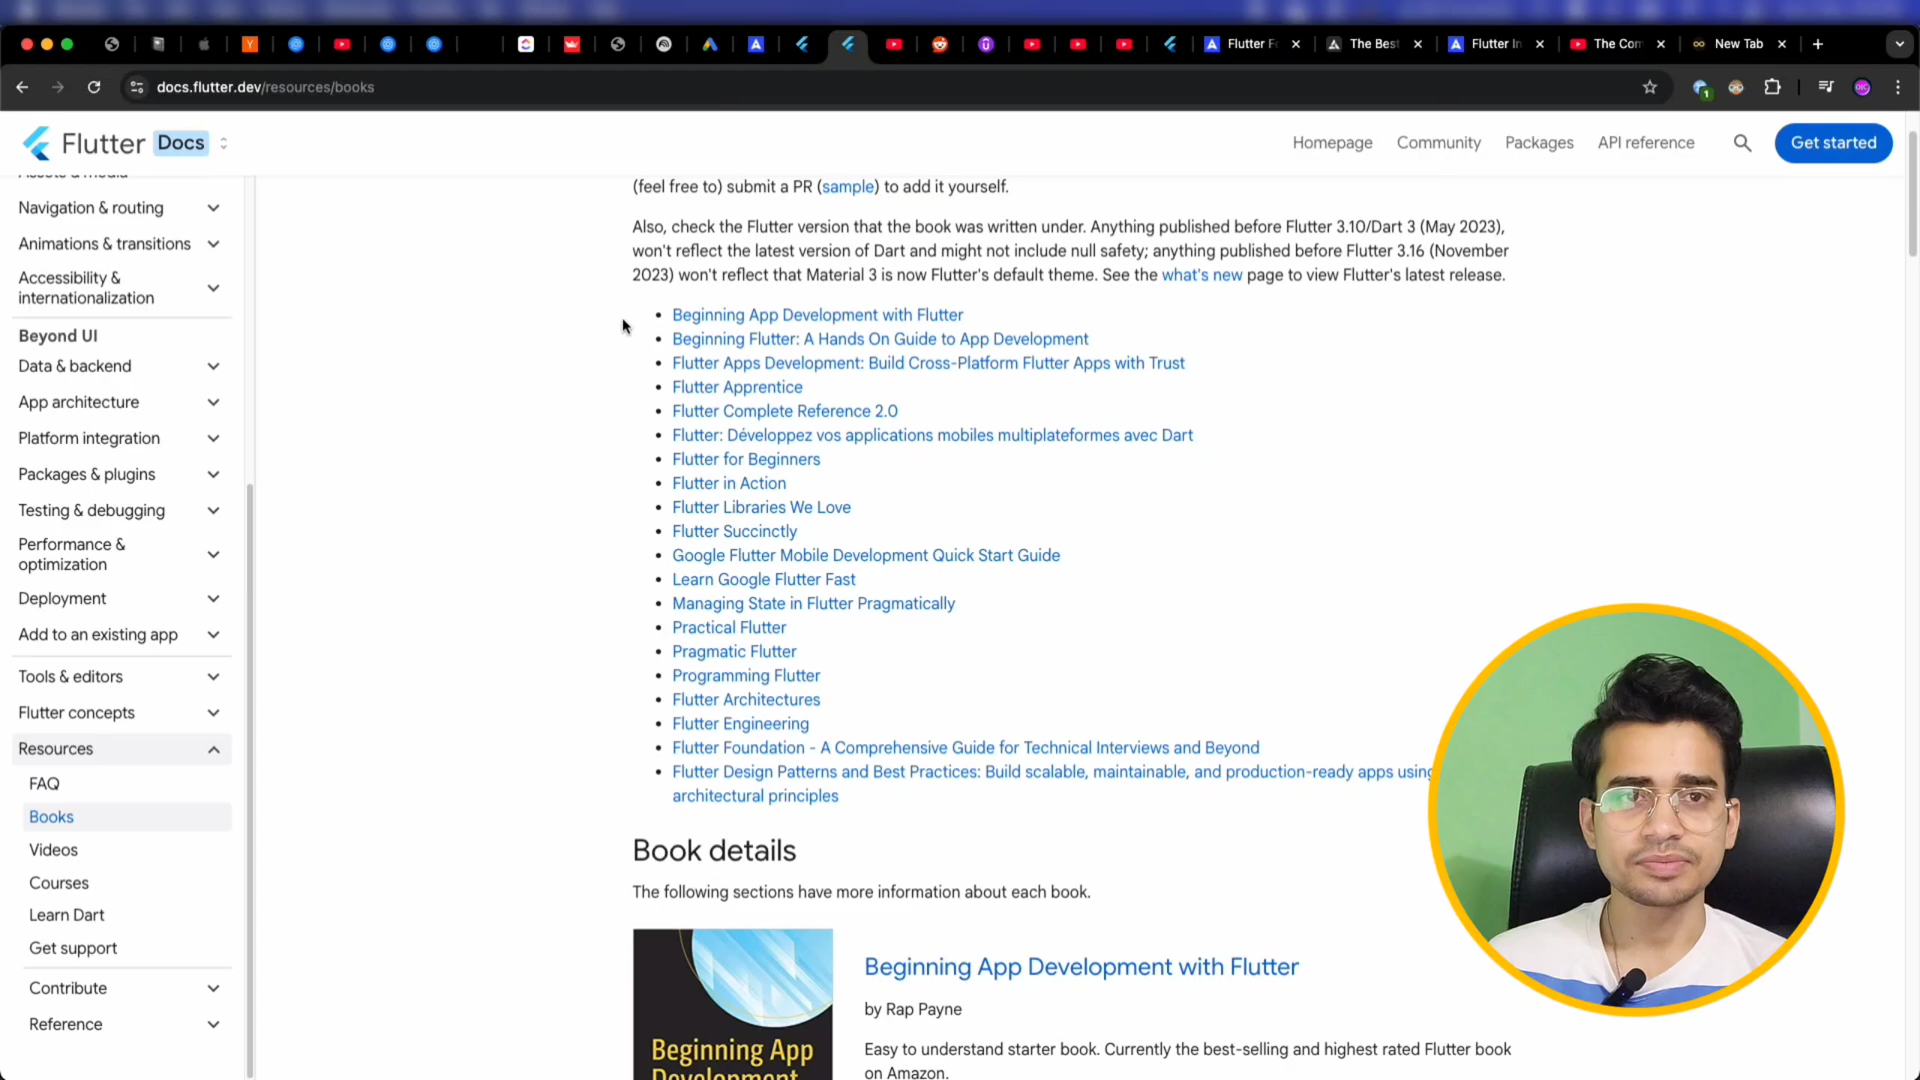 Flutter F
The Best
Flutter In
The Com
New Tab
docs.flutter.dev/resources/books
1
Flutter Docs
Homepage
Community
Packages
API reference
Get started
Assets & media
Navigation & routing
Animations & transitions
Accessibility &
internationalization
Beyond UI
Data & backend
App architecture
Platform integration
Packages & plugins
Testing & debugging
Performance &
optimization
Deployment
Add to an existing app
Tools & editors
Flutter concepts
Resources
FAQ
Books
Videos
Courses
Learn Dart
Get support
Contribute
Reference
(feel free to) submit a PR (sample) to add it yourself.
Also, check the Flutter version that the book was written under. Anything published before Flutter 3.10/Dart 3 (May 2023),
won't reflect the latest version of Dart and might not include null safety; anything published before Flutter 3.16 (November
2023) won't reflect that Material 3 is now Flutter's default theme. See the what's new page to view Flutter's latest release.
• Beginning App Development with Flutter
• Beginning Flutter: A Hands On Guide to App Development
• Flutter Apps Development: Build Cross-Platform Flutter Apps with Trust
• Flutter Apprentice
• Flutter Complete Reference 2.0
• Flutter: Développez vos applications mobiles multiplateformes avec Dart
• Flutter for Beginners
• Flutter in Action
• Flutter Libraries We Love
• Flutter Succinctly
• Google Flutter Mobile Development Quick Start Guide
• Learn Google Flutter Fast
• Managing State in Flutter Pragmatically
• Practical Flutter
• Pragmatic Flutter
• Programming Flutter
• Flutter Architectures
• Flutter Engineering
• Flutter Foundation - A Comprehensive Guide for Technical Interviews and Beyond
• Flutter Design Patterns and Best Practices: Build scalable, maintainable, and production-ready apps using
architectural principles
Book details
The following sections have more information about each book.
Beginning App
Development
Beginning App Development with Flutter
by Rap Payne
Easy to understand starter book. Currently the best-selling and highest rated Flutter book
on Amazon.